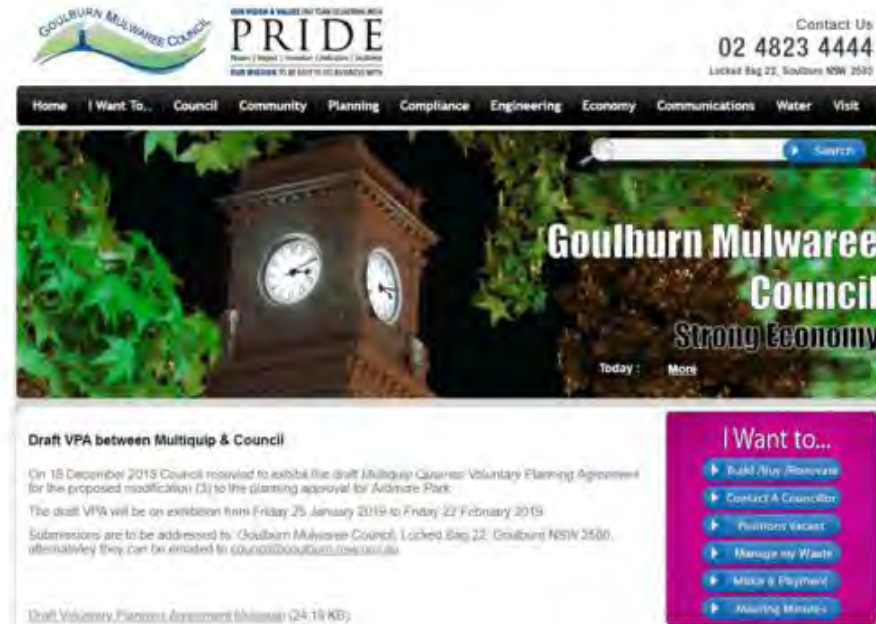 GOULBURN MULWAREE COUNCIL
PRIDE
Contact Us
02 4823 4444
Locked Bag 22, Goulburn NSW 2580
Home I Want To.. Council Community Planning Compliance Engineering Economy Communications Water Visit
Search
Goulburn Mulwaree
Council
Strong Economy
Today : More
Draft VPA between Multiquip & Council
On 18 December 2018 Council resolved to exhibit the draft Multiquip Quarries Voluntary Planning Agreement
for the proposed modification (3) to the planning approval for Ardmore Park
The draft VPA will be on exhibition from Friday 25 January 2019 to Friday 22 February 2019
Submissions are to be addressed to: Goulburn Mulwaree Council, Locked Bag 22, Goulburn NSW 2580,
they can be emailed to
Draft Voluntary Planning Agreement Multiquip (24.19 KB)
I Want to...
Build /Buy /Renovate
Contact A Councillor
Positions Vacant
Manage my Waste
Make a Payment
Meeting Minutes